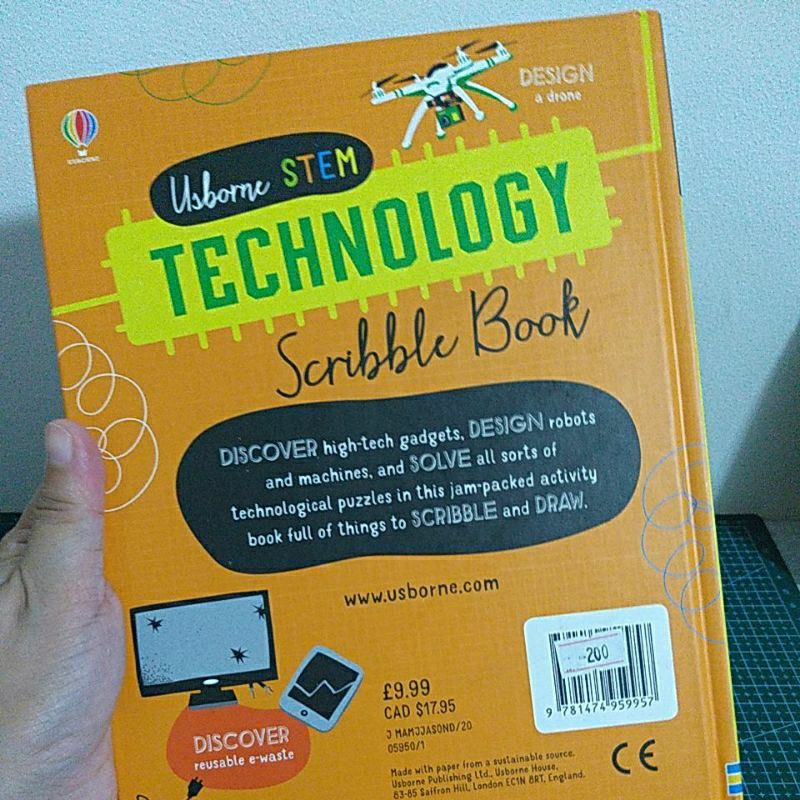 USBORNE
DESIGN
a drone
Usborne STEM
TECHNOLOGY
Scribble Book
DISCOVER high-tech gadgets, DESIGN robots
and machines, and SOLVE all sorts of
technological puzzles in this jam-packed activity
book full of things to SCRIBBLE and DRAW.
www.usborne.com
DISCOVER
reusable e-waste
£9.99
CAD $17.95
J MAMJJASOND/20
05950/1
Made with paper from a sustainable source.
Usborne Publishing Ltd., Usborne House,
83-85 Saffron Hill, London EC1N 8RT, England.
200
9 781474 959957
CE